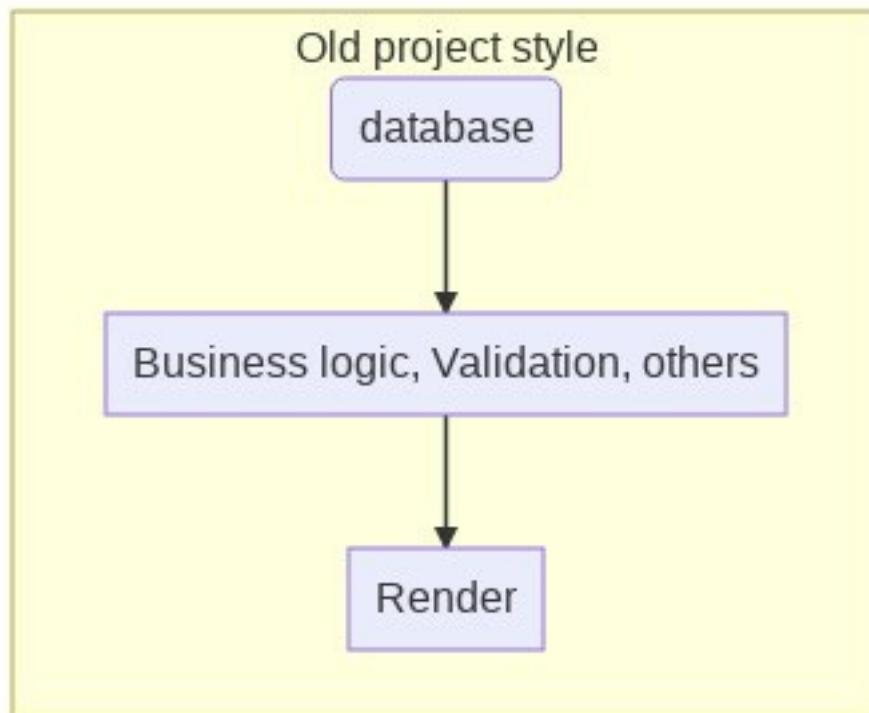 Old project style
database
Business logic, Validation, others
Render